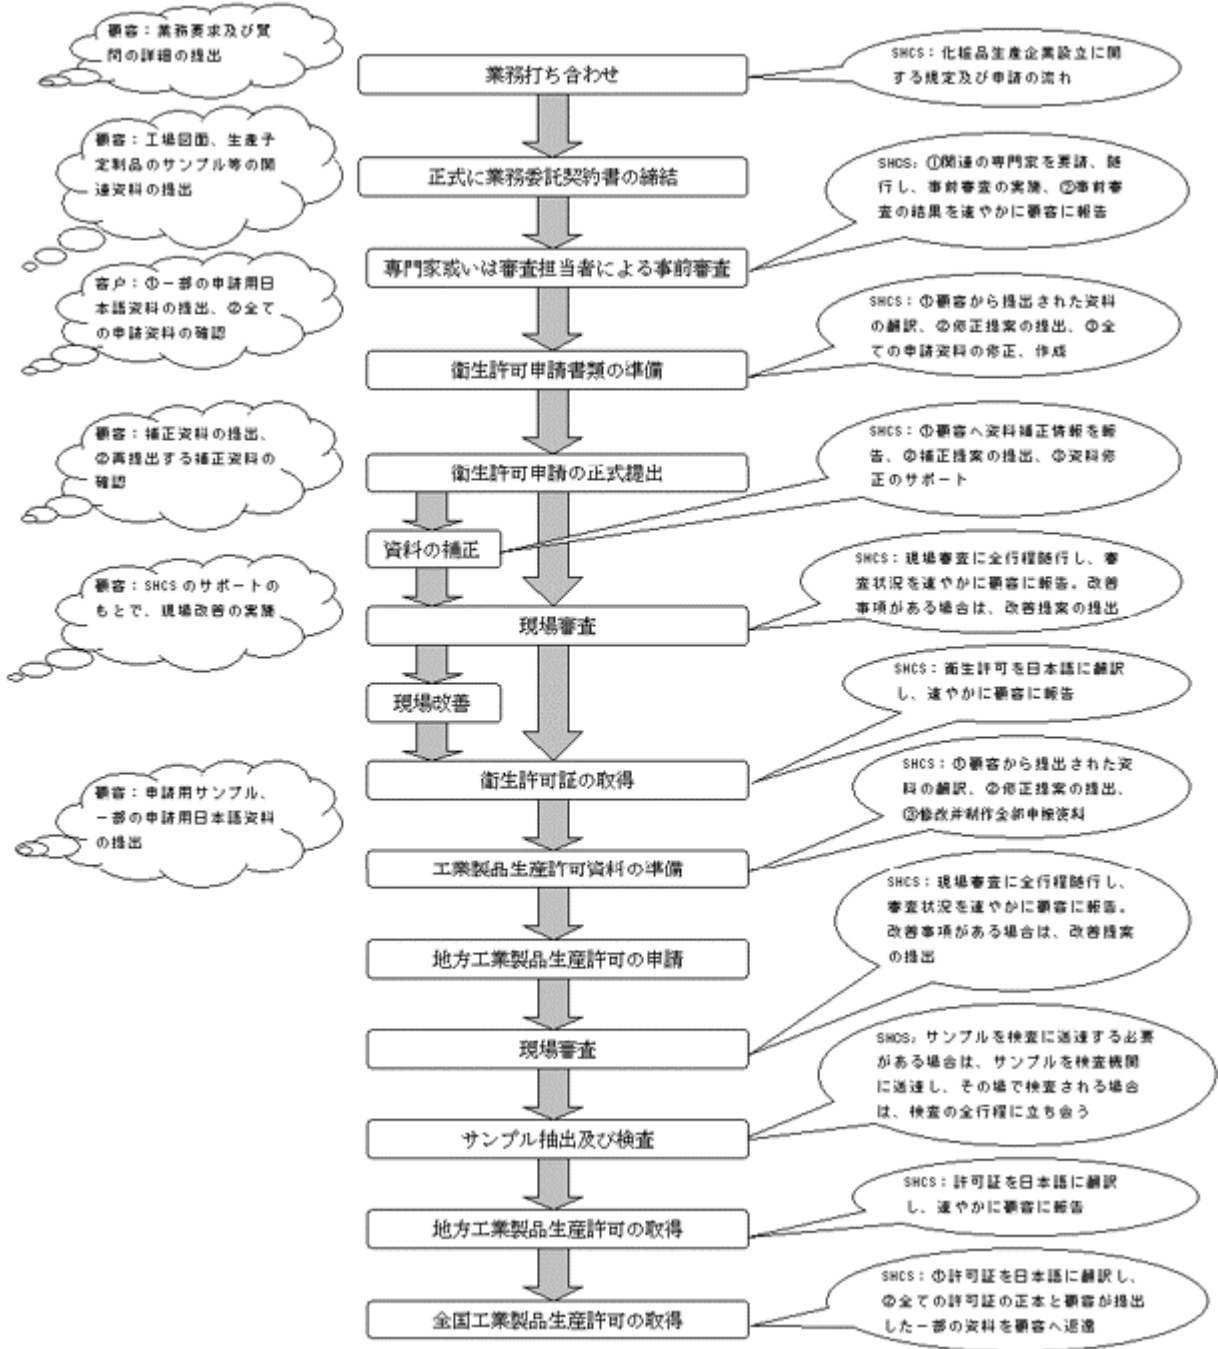 顧客：業務要求及び質
問の詳細の提出
業務打ち合わせ
SHCS：化粧品生産企業設立に関
する規定及び申請の流れ
顧客：工場図面、生産予
定制品のサンプル等の関
連資料の提出
正式に業務委託契約書の締結
SHCS：①関連の専門家を要請、随
行し、事前審査の実施、②事前審
査の結果を速やかに顧客に報告
専門家或いは審査担当者による事前審査
客户：①一部の申請用日
本語資料の提出、②全て
の申請資料の確認
SHCS：①顧客から提出された資料
の翻訳、②修正提案の提出、③全
ての申請資料の修正、作成
衛生許可申請書類の準備
顧客：補正資料の提出、
②再提出する補正資料の
確認
SHCS：①顧客へ資料補正情報を報
告、②補正提案の提出、③資料修
正のサポート
衛生許可申請の正式提出
資料の補正
顧客：SHCSのサポートの
もとで、現場改善の実施
SHCS：現場審査に全行程随行し、審
査状況を速やかに顧客に報告。改善
事項がある場合は、改善提案の提出
現場審査
現場改善
SHCS：衛生許可を日本語に翻訳
し、速やかに顧客に報告
衛生許可証の取得
顧客：申請用サンプル、
一部の申請用日本語資料
の提出
SHCS：①顧客から提出された資
料の翻訳、②修正提案の提出、
③修改并制作全部申报资料
工業製品生産許可資料の準備
SHCS：現場審査に全行程随行し、
審査状況を速やかに顧客に報告。
改善事項がある場合は、改善提案
の提出
地方工業製品生産許可の申請
現場審査
SHCS：サンプルを検査に送達する必要
がある場合は、サンプルを検査機関
に送達し、その場で検査される場合
は、検査の全行程に立ち会う
サンプル抽出及び検査
SHCS：許可証を日本語に翻訳
し、速やかに顧客に報告
地方工業製品生産許可の取得
SHCS：①許可証を日本語に翻訳し、
②全ての許可証の正本と顧客が提出
した一部の資料を顧客へ返還
全国工業製品生産許可の取得